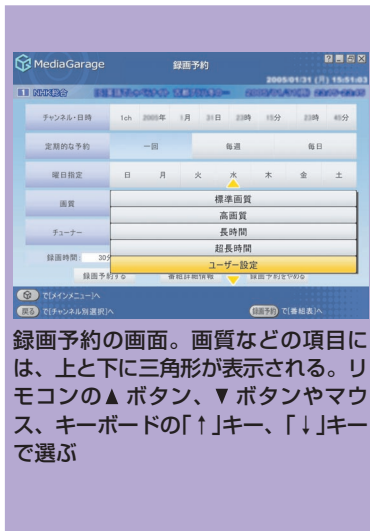 MediaGarage
録画予約
2005/01/31 (月) 15:51:03
1 NHK総合
チャンネル・日時 1ch 2005年 1月 31日 23時 15分 23時 45分
定期的な予約 一回 毎週 毎日
曜日指定 日 月 火 水 木 金 土
画質
標準画質
高画質
チューナー
長時間
超長時間
録画時間: 30分
ユーザー設定
録画予約する 番組詳細情報 録画予約をやめる
で[メインメニュー]へ
戻る で[チャンネル別選択]へ 録画予約 で[番組表]へ
録画予約の画面。画質などの項目に
は、上と下に三角形が表示される。リ
モコンの▲ボタン、▼ボタンやマウ
ス、キーボードの「↑」キー、「↓」キー
で選ぶ